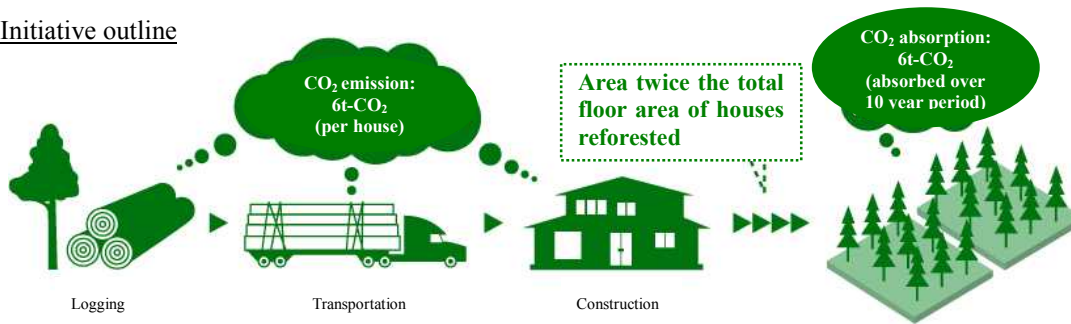 Initiative outline
CO₂ emission:
6t-CO₂
(per house)
Area twice the total
floor area of houses
reforested
CO₂ absorption:
6t-CO₂
(absorbed over
10 year period)
Logging
Transportation
Construction